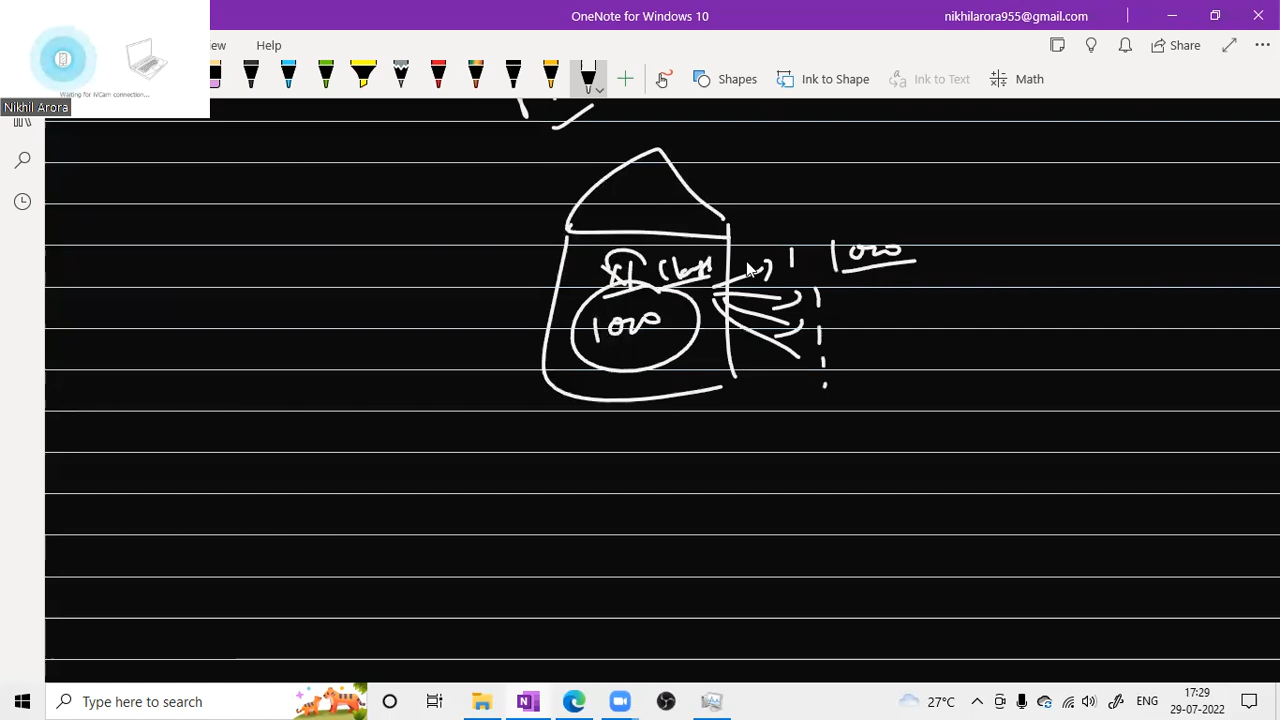 OneNote for Windows 10
nikhilarora955@gmail.com
Waiting for iVCam connection...
Nikhil Arora
Help
Share
Shapes
Ink to Shape
Ink to Text
Math
1 1000
1000
Type here to search
27°C
ENG
17:29
29-07-2022